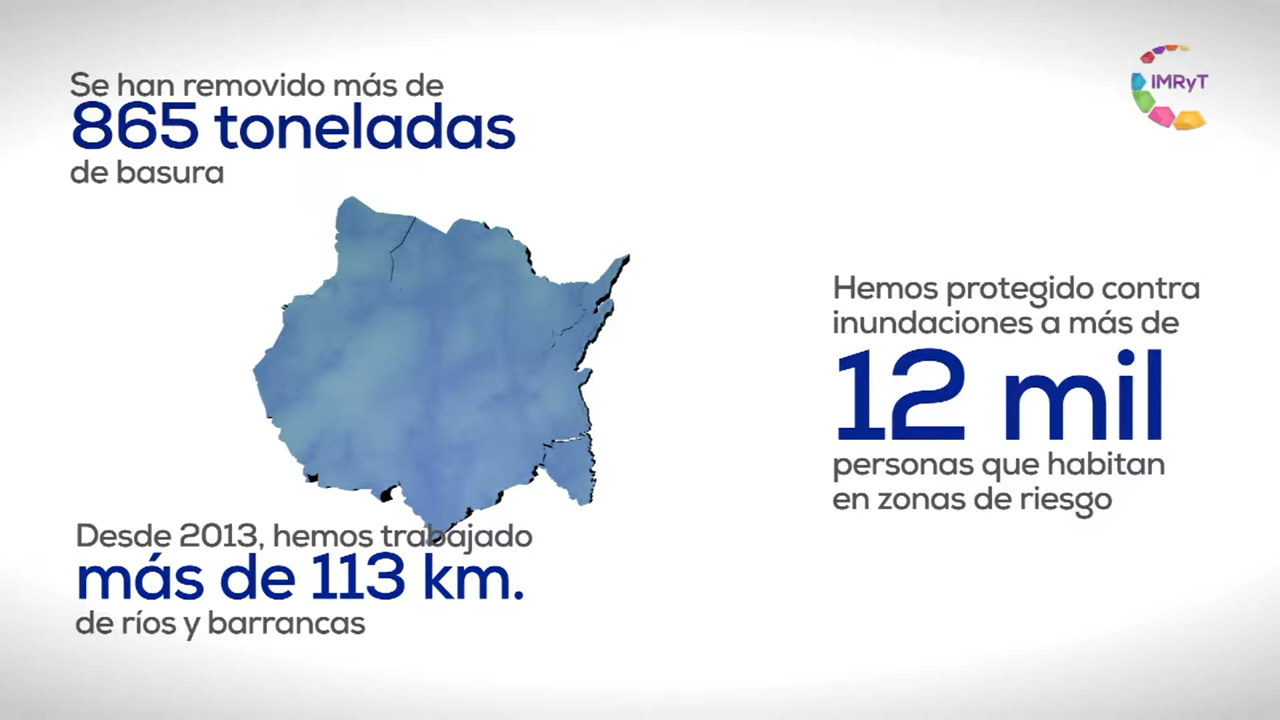 Se han removido más de
865 toneladas
de basura
IMRyT
Hemos protegido contra
inundaciones a más de
12 mil
personas que habitan
en zonas de riesgo
Desde 2013, hemos trabajado
más de 113 km.
de ríos y barrancas